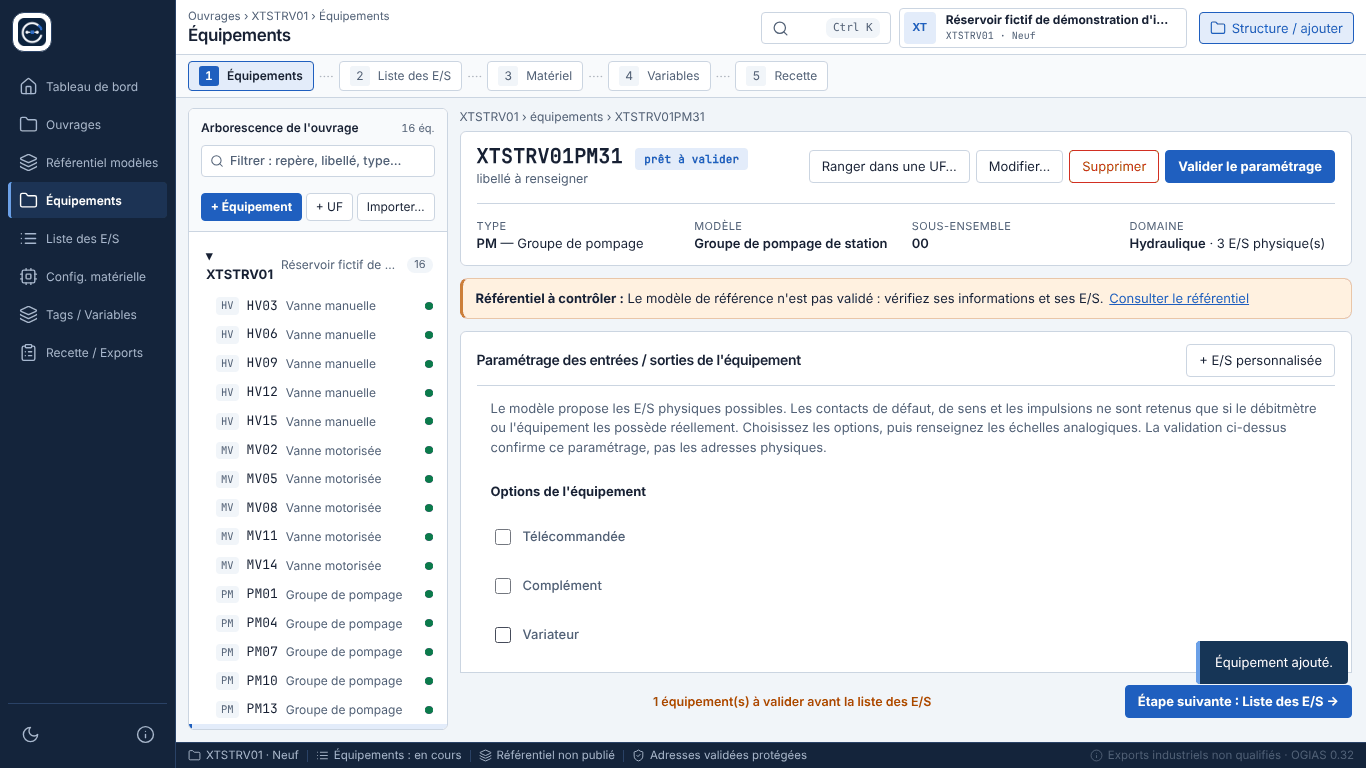 Ouvrages › XTSTRV01 › Équipements
Équipements
Ctrl K
XT
Réservoir fictif de démonstration d'i...
XTSTRV01 · Neuf
Structure / ajouter
Tableau de bord
Ouvrages
Référentiel modèles
Équipements
Liste des E/S
Config. matérielle
Tags / Variables
Recette / Exports
1 Équipements
2 Liste des E/S
3 Matériel
4 Variables
5 Recette
Arborescence de l'ouvrage 16 éq.
Filtrer : repère, libellé, type...
+ Équipement + UF Importer...
▼ XTSTRV01 Réservoir fictif de ... 16
HV HV03 Vanne manuelle
HV HV06 Vanne manuelle
HV HV09 Vanne manuelle
HV HV12 Vanne manuelle
HV HV15 Vanne manuelle
MV MV02 Vanne motorisée
MV MV05 Vanne motorisée
MV MV08 Vanne motorisée
MV MV11 Vanne motorisée
MV MV14 Vanne motorisée
PM PM01 Groupe de pompage
PM PM04 Groupe de pompage
PM PM07 Groupe de pompage
PM PM10 Groupe de pompage
PM PM13 Groupe de pompage
XTSTRV01 › équipements › XTSTRV01PM31
XTSTRV01PM31 prêt à valider
libellé à renseigner
Ranger dans une UF... Modifier... Supprimer Valider le paramétrage
TYPE
PM — Groupe de pompage
MODÈLE
Groupe de pompage de station
SOUS-ENSEMBLE
00
DOMAINE
Hydraulique · 3 E/S physique(s)
Référentiel à contrôler : Le modèle de référence n'est pas validé : vérifiez ses informations et ses E/S. Consulter le référentiel
Paramétrage des entrées / sorties de l'équipement + E/S personnalisée
Le modèle propose les E/S physiques possibles. Les contacts de défaut, de sens et les impulsions ne sont retenus que si le débitmètre
ou l'équipement les possède réellement. Choisissez les options, puis renseignez les échelles analogiques. La validation ci-dessus
confirme ce paramétrage, pas les adresses physiques.
Options de l'équipement
Télécommandée
Complément
Variateur
Équipement ajouté.
1 équipement(s) à valider avant la liste des E/S
Étape suivante : Liste des E/S →
XTSTRV01 · Neuf
Équipements : en cours
Référentiel non publié
Adresses validées protégées
Exports industriels non qualifiés · OGIAS 0.32